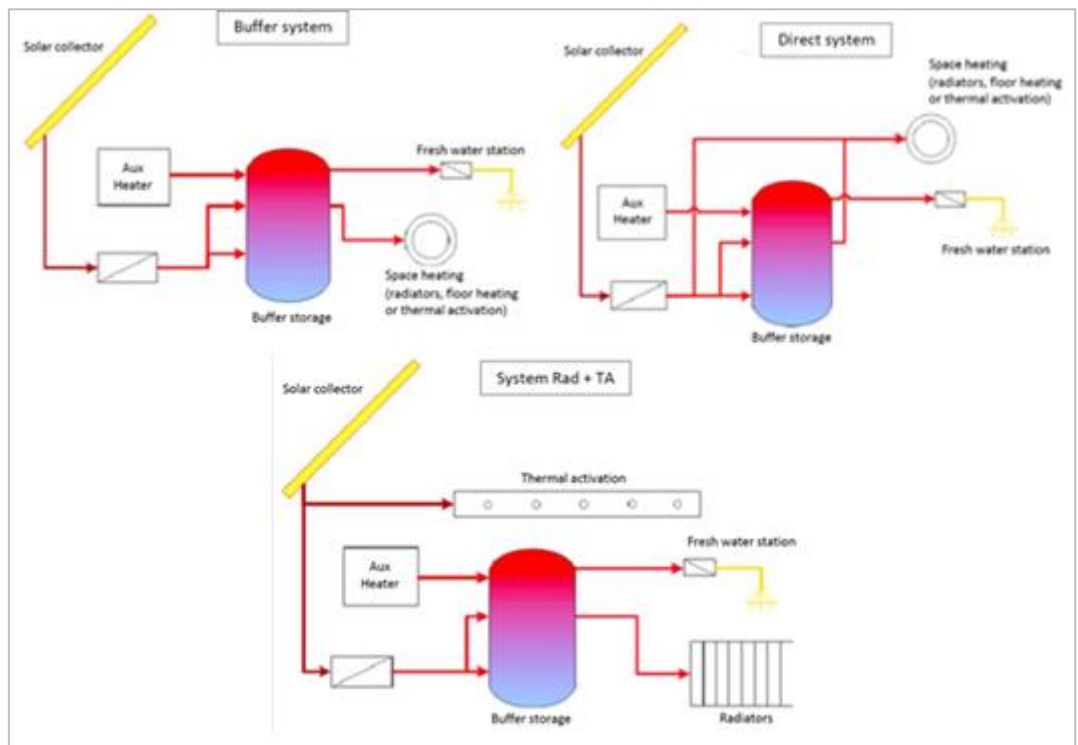 Buffer system
Solar collector
Aux
Heater
Fresh water station
Space heating
(radiators, floor heating
or thermal activation)
Buffer storage
Direct system
Solar collector
Space heating
(radiators, floor heating
or thermal activation)
Aux
Heater
Fresh water station
Buffer storage
System Rad + TA
Solar collector
Thermal activation
Fresh water station
Aux
Heater
Buffer storage
Radiators